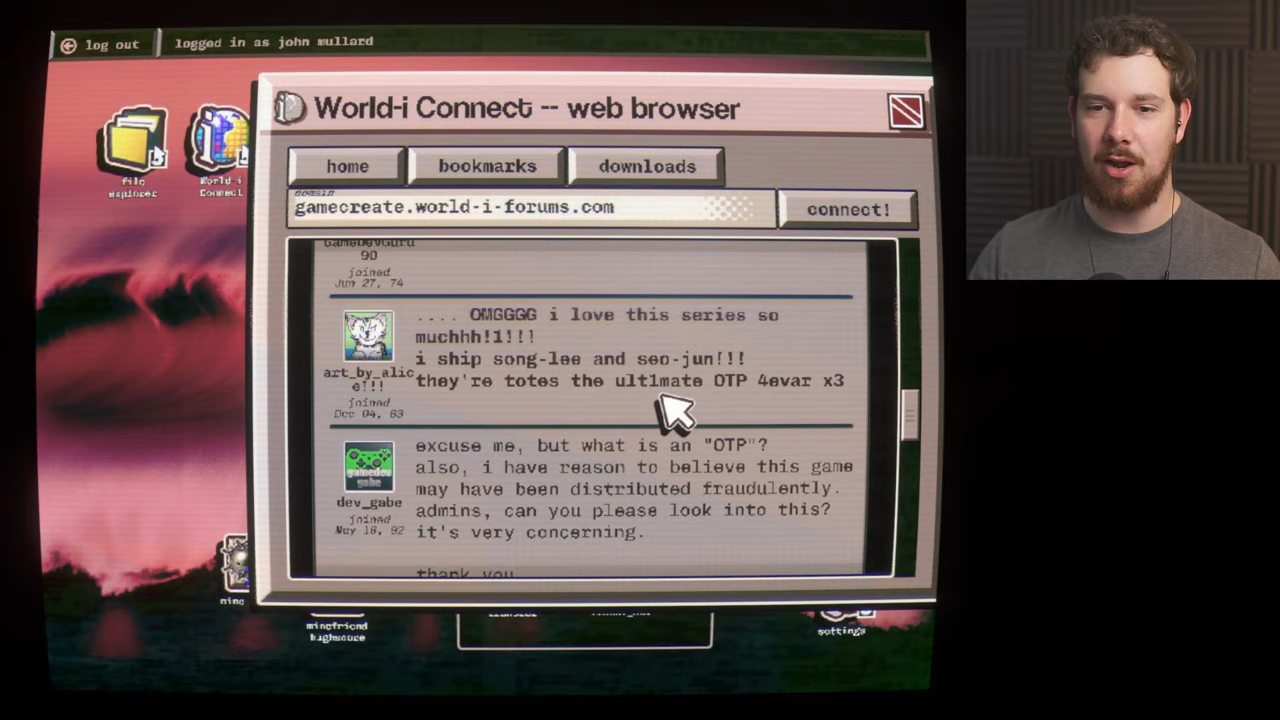 log out
logged in as john mullard
World-i Connect -- web browser
home
bookmarks
downloads
domain
gamecreate.world-i-forums.com
connect!
file
explorer
World-i
Connect
GameDevGuru
90
joined
Jun 27, 74
.... OMGGGG i love this series so
muchhh!1!!!
i ship song-lee and seo-jun!!!
they're totes the ult1mate OTP 4evar x3
art_by_alic
e!!!
joined
Dec 04, 83
excuse me, but what is an "OTP"?
also, i have reason to believe this game
may have been distributed fraudulently.
admins, can you please look into this?
it's very concerning.
thank you
gamedev
gabe
dev_gabe
joined
May 18, 92
minefriend
highscore
settings